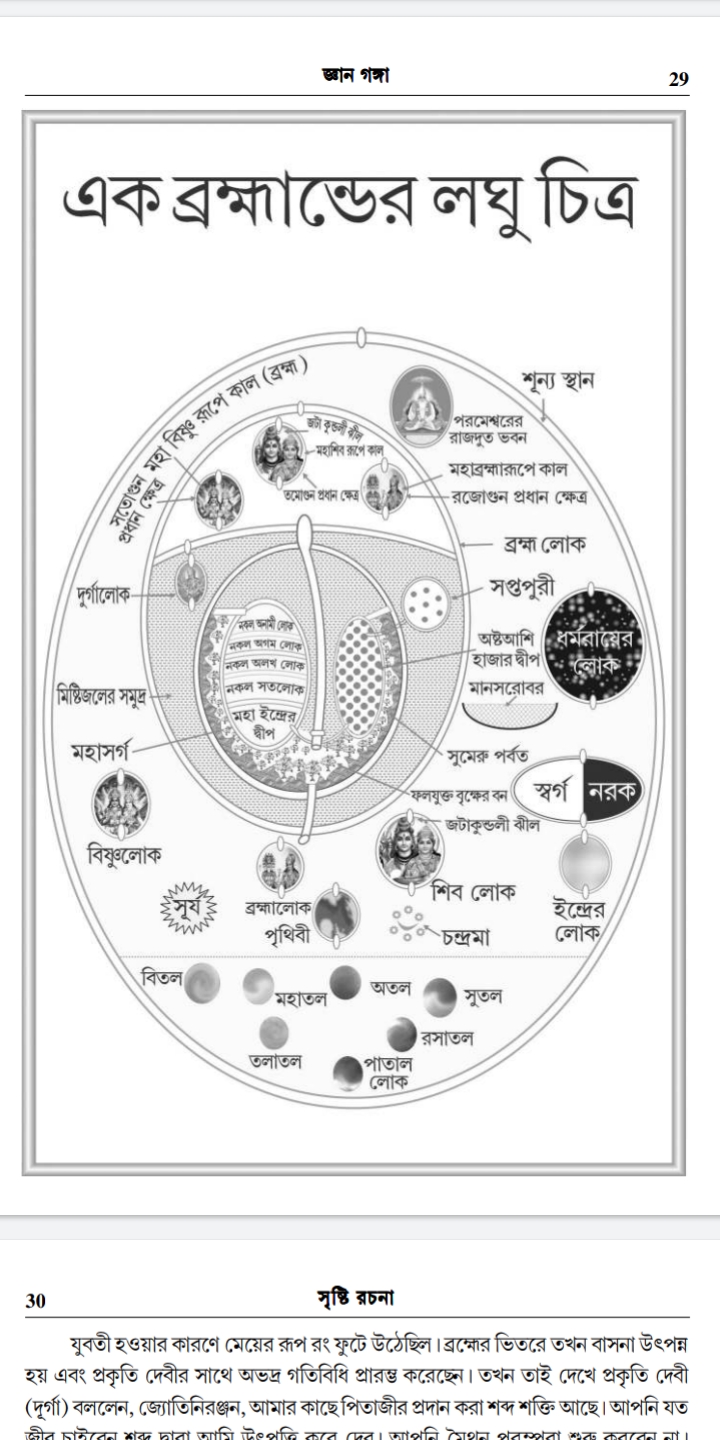 জ্ঞান গঙ্গা
29
এক ব্রহ্মান্ডের লঘু চিত্র
সতোগুন মহা বিষ্ণু রূপে কাল (ব্রহ্ম)
প্রধান ক্ষেত্র
শূন্য স্থান
জটা কুন্ডলী ঝীল
মহাশিব রূপে কাল
তমোগুন প্রধান ক্ষেত্র
পরমেশ্বরের
রাজদুত ভবন
মহাব্রহ্মারূপে কাল
রজোগুন প্রধান ক্ষেত্র
ব্রহ্ম লোক
দুর্গালোক
সপ্তপুরী
নকল অনামী লোক
নকল অগম লোক
নকল অলখ লোক
নকল সতলোক
মহা ইন্দ্রের
দ্বীপ
অষ্টআশি
হাজার দ্বীপ
ধর্মরায়ের
লোক
মানসরোবর
মিষ্টিজলের সমুদ্র
মহাসর্গ
সুমেরু পর্বত
ফলযুক্ত বৃক্ষের বন
স্বর্গ
নরক
জটাকুন্ডলী ঝীল
বিষ্ণুলোক
শিব লোক
সূর্য
ব্রহ্মালোক
পৃথিবী
চন্দ্রমা
ইন্দ্রের
লোক
বিতল
মহাতল
অতল
সুতল
তলাতল
রসাতল
পাতাল
লোক
30
সৃষ্টি রচনা
যুবতী হওয়ার কারণে মেয়ের রূপ রং ফুটে উঠেছিল। ব্রহ্মের ভিতরে তখন বাসনা উৎপন্ন
হয় এবং প্রকৃতি দেবীর সাথে অভদ্র গতিবিধি প্রারম্ভ করেছেন। তখন তাই দেখে প্রকৃতি দেবী
(দূর্গা) বললেন, জ্যোতিনিরঞ্জন, আমার কাছে পিতাজীর প্রদান করা শব্দ শক্তি আছে। আপনি যত
জীব চাইবেন শব্দ দ্বারা আমি উৎপত্তি করে দেব। আপনি মৈথুন পরম্পরা শুরু করবেন না।